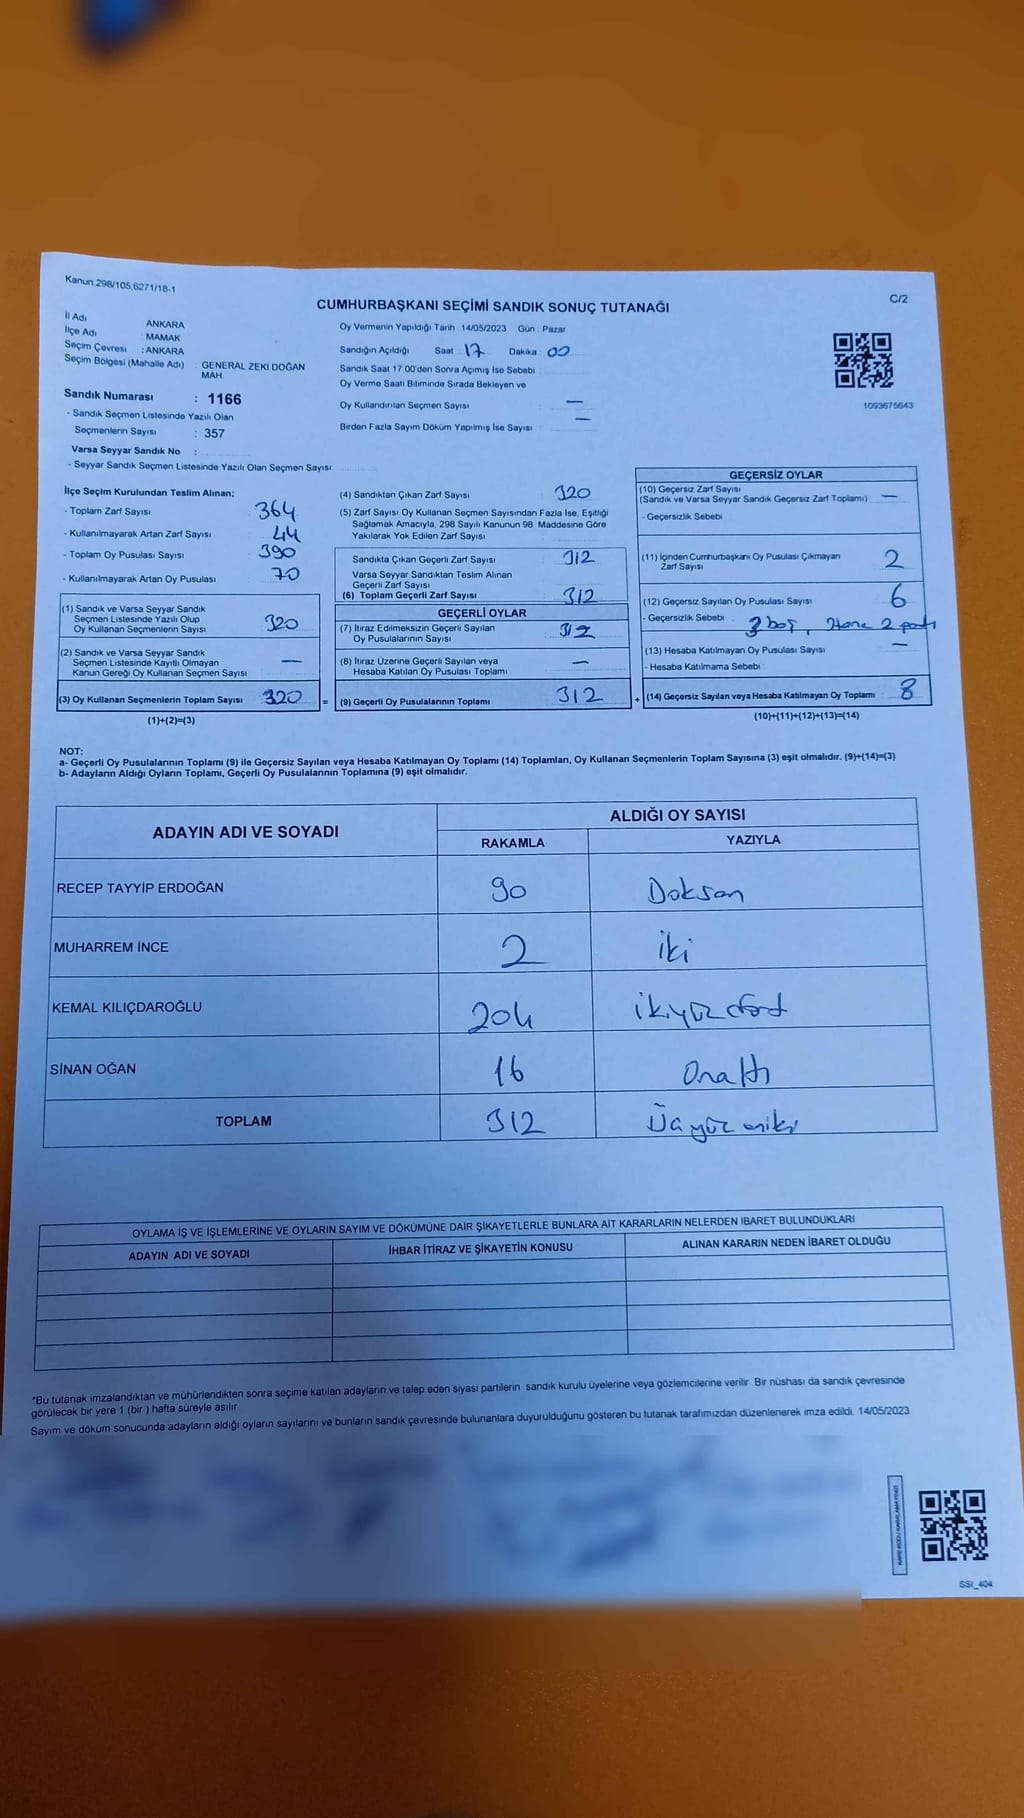 Kanun,298/105,6271/18-1
C/2
CUMHURBAŞKANI SEÇİMİ SANDIK SONUÇ TUTANAĞI
İl Adı ANKARA
İlçe Adı MAMAK
Seçim Çevresi : ANKARA
Seçim Bölgesi (Mahalle Adı) GENERAL ZEKİ DOĞAN MAH.
Sandık Numarası : 1166
- Sandık Seçmen Listesinde Yazılı Olan
Seçmenlerin Sayısı : 357
Varsa Seyyar Sandık No :
- Seyyar Sandık Seçmen Listesinde Yazılı Olan Seçmen Sayısı
Oy Vermenin Yapıldığı Tarih 14/05/2023 Gün : Pazar
Sandığın Açıldığı Saat : 17 Dakika : 00
Sandık Saat 17.00'den Sonra Açımış İse Sebebi :
Oy Verme Saati Bitiminde Sırada Bekleyen ve
Oy Kullandırılan Seçmen Sayısı : —
Birden Fazla Sayım Döküm Yapılmış İse Sayısı : —
1093675643
İlçe Seçim Kurulundan Teslim Alınan;
- Toplam Zarf Sayısı : 364
- Kullanılmayarak Artan Zarf Sayısı : 44
- Toplam Oy Pusulası Sayısı : 390
- Kullanılmayarak Artan Oy Pusulası : 70
(1) Sandık ve Varsa Seyyar Sandık
Seçmen Listesinde Yazılı Olup
Oy Kullanan Seçmenlerin Sayısı 320
(2) Sandık ve Varsa Seyyar Sandık
Seçmen Listesinde Kayıtlı Olmayan
Kanun Gereği Oy Kullanan Seçmen Sayısı —
(3) Oy Kullanan Seçmenlerin Toplam Sayısı 320 =
(1)+(2)=(3)
(4) Sandıktan Çıkan Zarf Sayısı : 320
(5) Zarf Sayısı Oy Kullanan Seçmen Sayısından Fazla İse, Eşitliği
Sağlamak Amacıyla, 298 Sayılı Kanunun 98. Maddesine Göre
Yakılarak Yok Edilen Zarf Sayısı :
Sandıkta Çıkan Geçerli Zarf Sayısı : 312
Varsa Seyyar Sandıktan Teslim Alınan
Geçerli Zarf Sayısı :
(6) Toplam Geçerli Zarf Sayısı : 312
GEÇERLİ OYLAR
(7) İtiraz Edilmeksizin Geçerli Sayılan
Oy Pusulalarının Sayısı : 312
(8) İtiraz Üzerine Geçerli Sayılan veya
Hesaba Katılan Oy Pusulası Toplamı : —
(9) Geçerli Oy Pusulalarının Toplamı : 312 +
GEÇERSİZ OYLAR
(10) Geçersiz Zarf Sayısı
(Sandık ve Varsa Seyyar Sandık Geçersiz Zarf Toplamı) : —
- Geçersizlik Sebebi :
(11) İçinden Cumhurbaşkanı Oy Pusulası Çıkmayan
Zarf Sayısı : 2
(12) Geçersiz Sayılan Oy Pusulası Sayısı : 6
- Geçersizlik Sebebi : boş, 2
(13) Hesaba Katılmayan Oy Pusulası Sayısı : —
- Hesaba Katılmama Sebebi :
(14) Geçersiz Sayılan veya Hesaba Katılmayan Oy Toplamı : 8
(10)+(11)+(12)+(13)=(14)
NOT:
a- Geçerli Oy Pusulalarının Toplamı (9) ile Geçersiz Sayılan veya Hesaba Katılmayan Oy Toplamı (14) Toplamları, Oy Kullanan Seçmenlerin Toplam Sayısına (3) eşit olmalıdır. (9)+(14)=(3)
b- Adayların Aldığı Oyların Toplamı, Geçerli Oy Pusulalarının Toplamına (9) eşit olmalıdır.
ADAYIN ADI VE SOYADI ALDIĞI OY SAYISI
RAKAMLA YAZIYLA
RECEP TAYYİP ERDOĞAN 90 Doksan
MUHARREM İNCE 2 iki
KEMAL KILIÇDAROĞLU 204 ikiyüzdört
SİNAN OĞAN 16 Onaltı
TOPLAM 312 Üçyüz oniki
OYLAMA İŞ VE İŞLEMLERİNE VE OYLARIN SAYIM VE DÖKÜMÜNE DAİR ŞİKAYETLERLE BUNLARA AİT KARARLARIN NELERDEN İBARET BULUNDUKLARI
ADAYIN ADI VE SOYADI İHBAR İTİRAZ VE ŞİKAYETİN KONUSU ALINAN KARARIN NEDEN İBARET OLDUĞU
*Bu tutanak imzalandıktan ve mühürlendikten sonra seçime katılan adayların ve talep eden siyasi partilerin sandık kurulu üyelerine veya gözlemcilerine verilir. Bir nüshası da sandık çevresinde
görülecek bir yere 1 (bir ) hafta süreyle asılır.
Sayım ve döküm sonucunda adayların aldığı oyların sayılarını ve bunların sandık çevresinde bulunanlara duyurulduğunu gösteren bu tutanak tarafımızdan düzenlenerek imza edildi. 14/05/2023
SSI_404